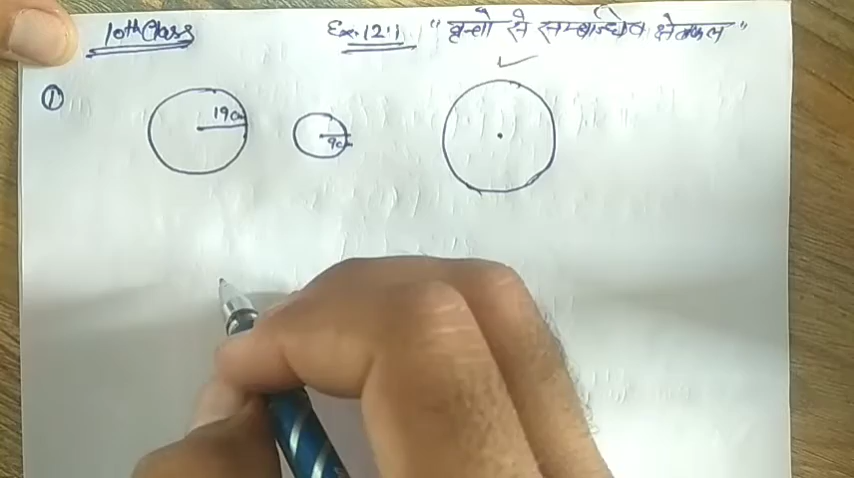 10th Class
Ex. 12.1 "वृत्तो से सम्बन्धित क्षेत्रफल"
①
19cm
9cm